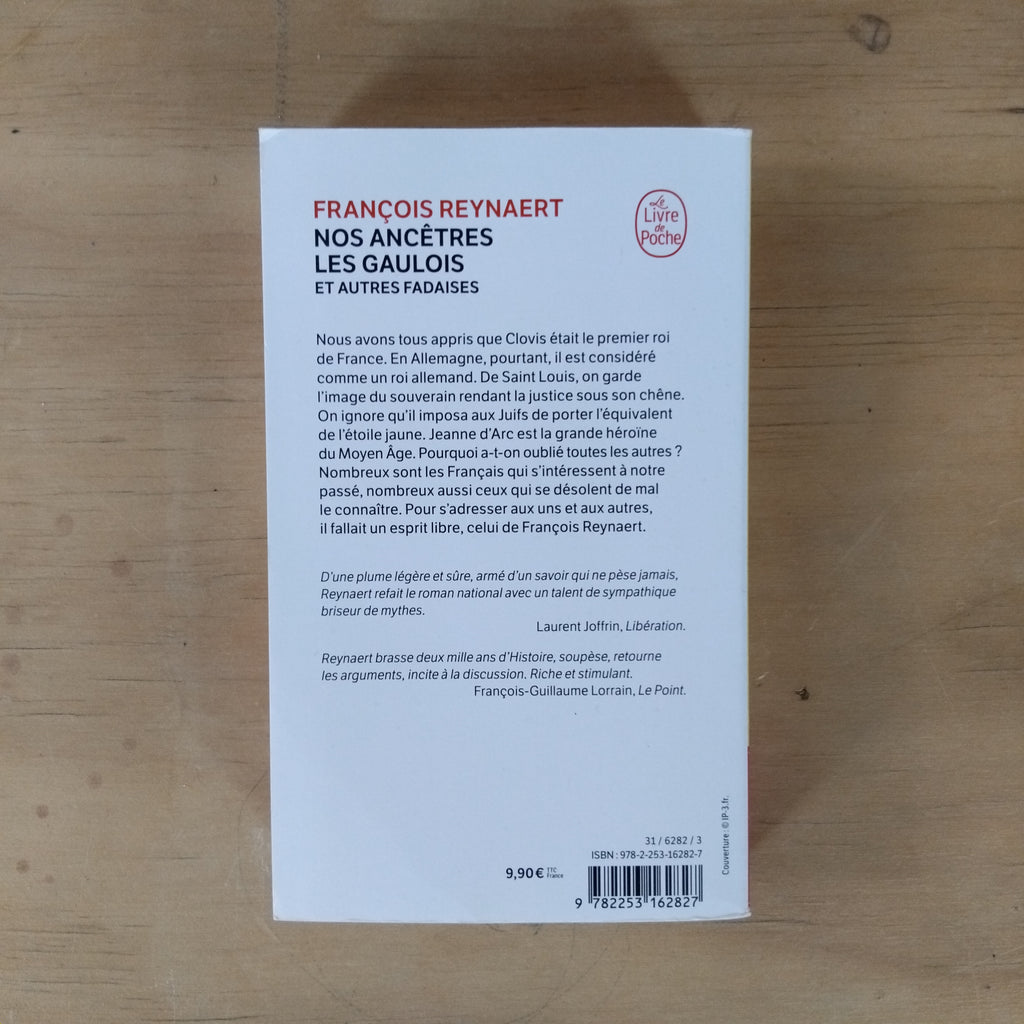 FRANÇOIS REYNAERT
NOS ANCÊTRES
LES GAULOIS
ET AUTRES FADAISES
Le
Livre
de
Poche
Nous avons tous appris que Clovis était le premier roi
de France. En Allemagne, pourtant, il est considéré
comme un roi allemand. De Saint Louis, on garde
l'image du souverain rendant la justice sous son chêne.
On ignore qu'il imposa aux Juifs de porter l'équivalent
de l'étoile jaune. Jeanne d'Arc est la grande héroïne
du Moyen Âge. Pourquoi a-t-on oublié toutes les autres ?
Nombreux sont les Français qui s'intéressent à notre
passé, nombreux aussi ceux qui se désolent de mal
le connaître. Pour s'adresser aux uns et aux autres,
il fallait un esprit libre, celui de François Reynaert.
D'une plume légère et sûre, armé d'un savoir qui ne pèse jamais,
Reynaert refait le roman national avec un talent de sympathique
briseur de mythes.
Laurent Joffrin, Libération.
Reynaert brasse deux mille ans d'Histoire, soupèse, retourne
les arguments, incite à la discussion. Riche et stimulant.
François-Guillaume Lorrain, Le Point.
Couverture : © IP-3.fr.
31 / 6282 / 3
ISBN : 978-2-253-16282-7
9,90 € TTC
France
9 782253 162827